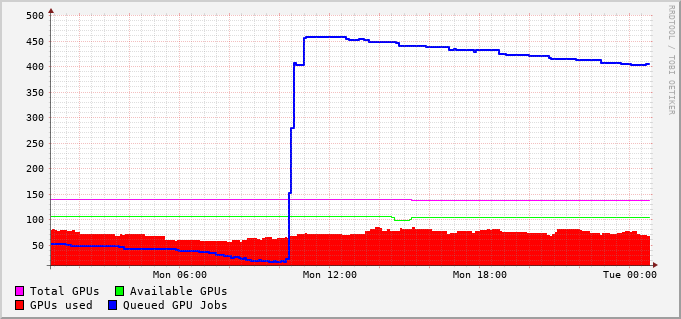 500
450
400
350
300
250
200
150
100
50
Mon 06:00 Mon 12:00 Mon 18:00 Tue 00:00
Total GPUs Available GPUs
GPUs used Queued GPU Jobs
RRDTOOL / TOBI OETIKER